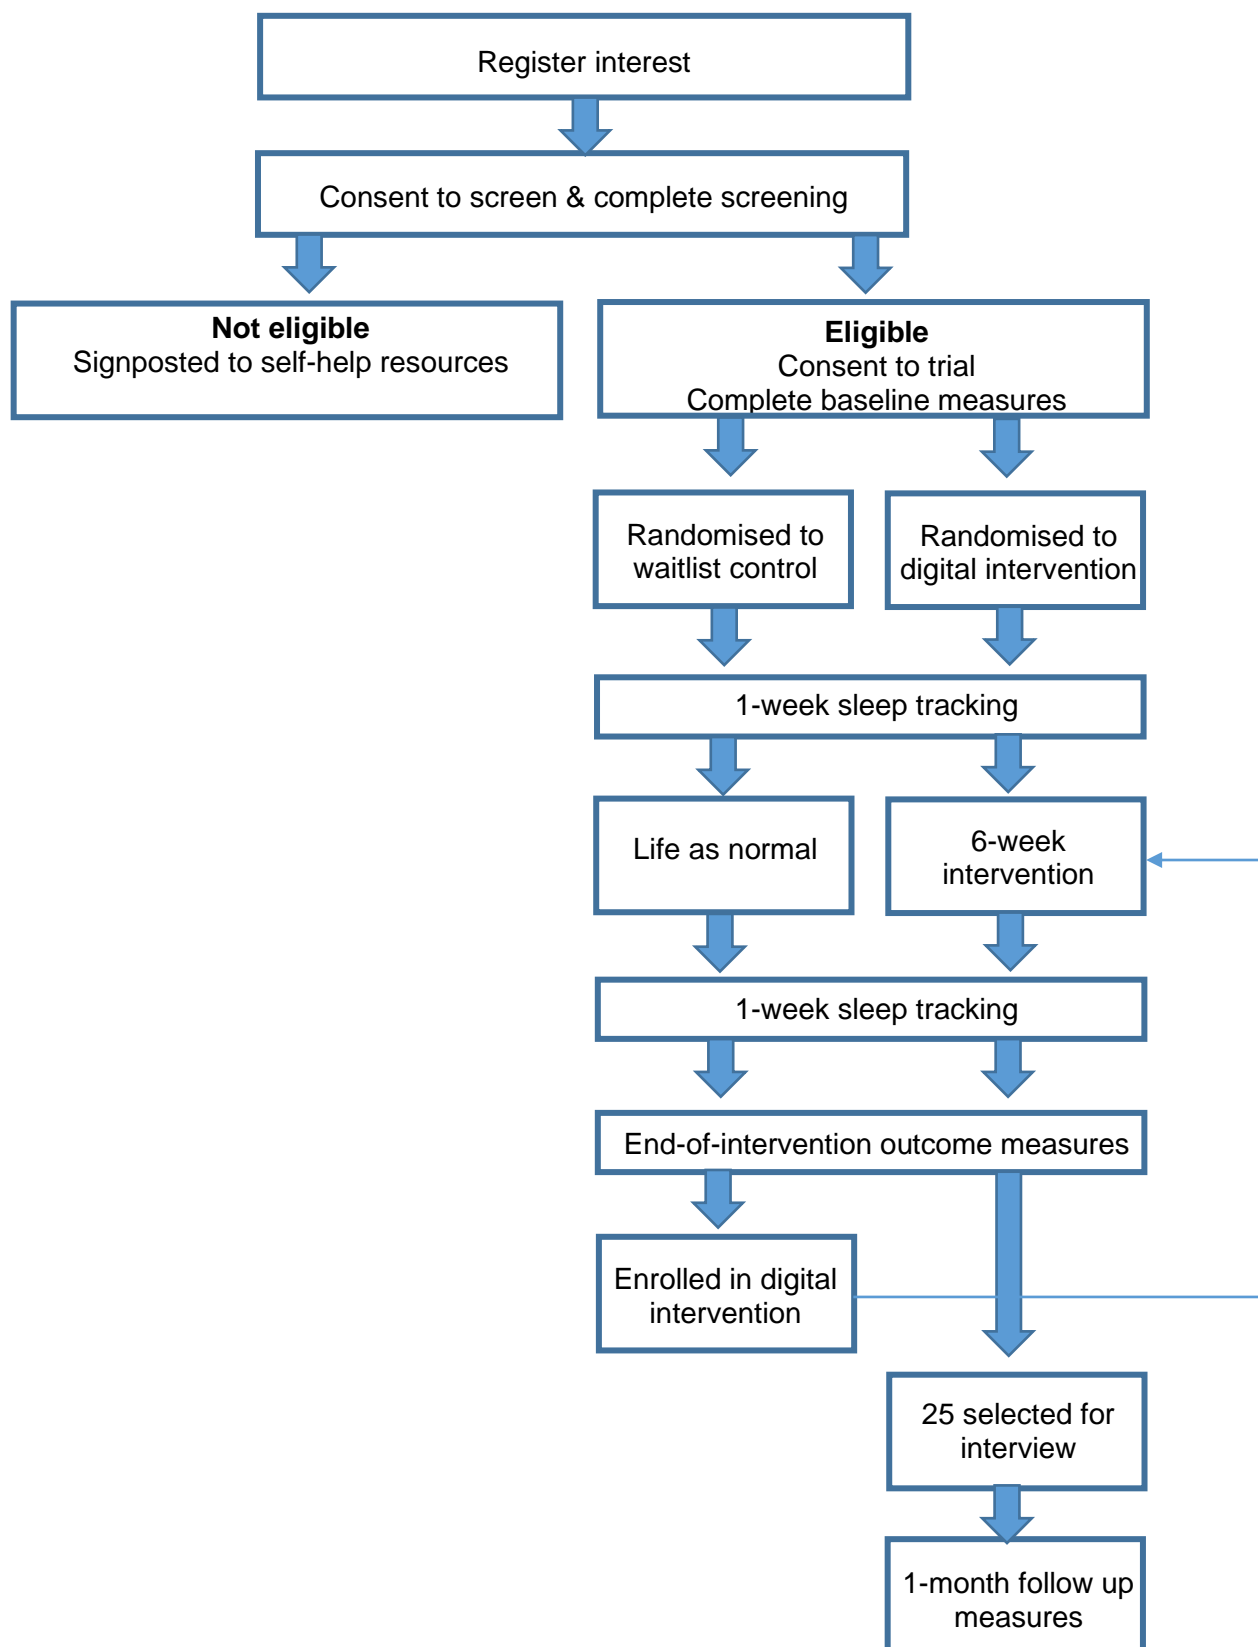 Register interest
Consent to screen & complete screening
Not eligible
Signposted to self-help resources
Eligible
Consent to trial
Complete baseline measures
Randomised to
waitlist control
Randomised to
digital intervention
1-week sleep tracking
Life as normal
6-week
intervention
1-week sleep tracking
End-of-intervention outcome measures
Enrolled in digital
intervention
25 selected for
interview
1-month follow up
measures